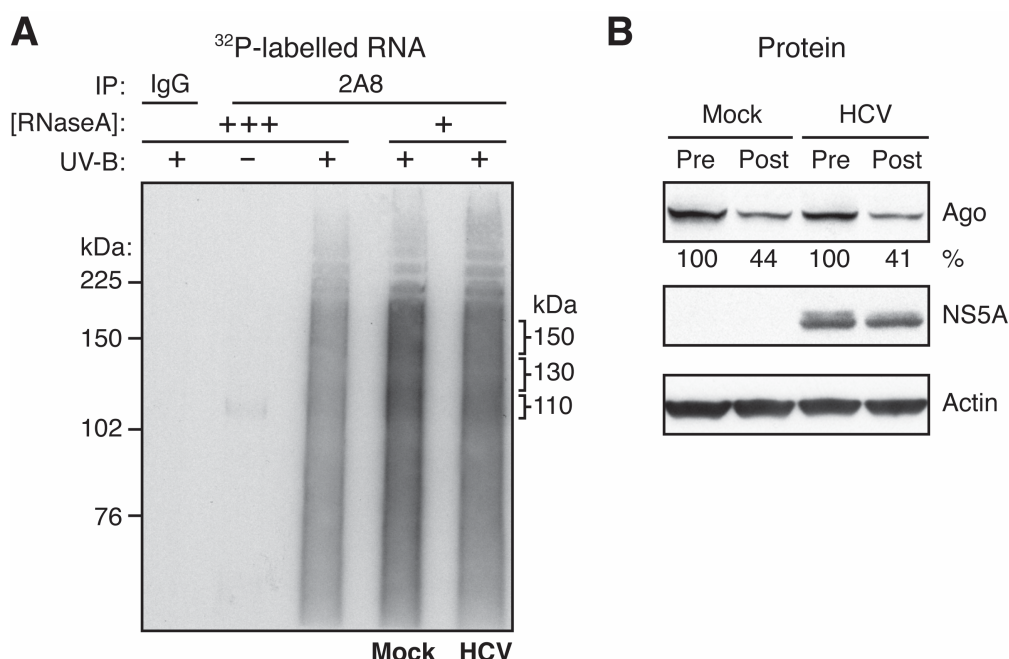 A
³²P-labelled RNA
IP: IgG 2A8
[RNaseA]: +++ +
UV-B: + − + + +
kDa:
225
150
102
76
kDa
150
130
110
Mock HCV
B
Protein
Mock HCV
Pre Post Pre Post
Ago
100 44 100 41 %
NS5A
Actin